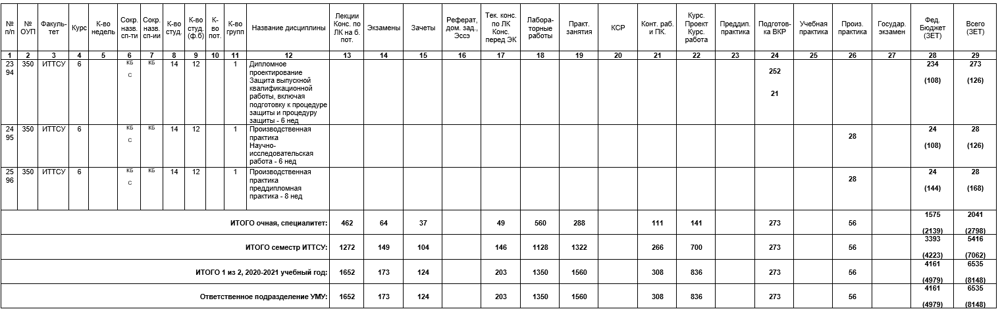 № п/п | № ОУП | Факуль-тет | Курс | К-во недель | Сокр. назв. сп-ти | Сокр. назв. сп-ии | К-во студ. | К-во студ. (ф.б) | К-во пот. | К-во групп | Название дисциплины | Лекции Конс. по ЛК на б. пот. | Экзамены | Зачеты | Реферат, дом. зад., Эссэ | Тек. конс. по ЛК Конс. перед ЭК | Лабора-торные работы | Практ. занятия | КСР | Конт. раб. и ПК. | Курс. Проект Курс. работа | Преддип. практика | Подготов-ка ВКР | Учебная практика | Произ. практика | Государ. экзамен | Фед. Бюджет (ЗЕТ) | Всего (ЗЕТ)
1 | 2 | 3 | 4 | 5 | 6 | 7 | 8 | 9 | 10 | 11 | 12 | 13 | 14 | 15 | 16 | 17 | 18 | 19 | 20 | 21 | 22 | 23 | 24 | 25 | 26 | 27 | 28 | 29
23 94 | 350 | ИТТСУ | 6 | КБ С | КБ | 14 | 12 | 1 | Дипломное проектирование Защита выпускной квалификационной работы, включая подготовку к процедуре защиты и процедуру защиты - 6 нед | 252 21 | 234 (108) | 273 (126)
24 95 | 350 | ИТТСУ | 6 | КБ С | КБ | 14 | 12 | 1 | Производственная практика Научно-исследовательская работа - 6 нед | 28 | 24 (108) | 28 (126)
25 96 | 350 | ИТТСУ | 6 | КБ С | КБ | 14 | 12 | 1 | Производственная практика преддипломная практика - 8 нед | 28 | 24 (144) | 28 (168)
ИТОГО очная, специалитет: | 462 | 64 | 37 | 49 | 560 | 288 | 111 | 141 | 273 | 56 | 1575 (2139) | 2041 (2798)
ИТОГО семестр ИТТСУ: | 1272 | 149 | 104 | 146 | 1128 | 1322 | 266 | 700 | 273 | 56 | 3393 (4223) | 5416 (7062)
ИТОГО 1 из 2, 2020-2021 учебный год: | 1652 | 173 | 124 | 203 | 1350 | 1560 | 308 | 836 | 273 | 56 | 4161 (4979) | 6535 (8148)
Ответственное подразделение УМУ: | 1652 | 173 | 124 | 203 | 1350 | 1560 | 308 | 836 | 273 | 56 | 4161 (4979) | 6535 (8148)